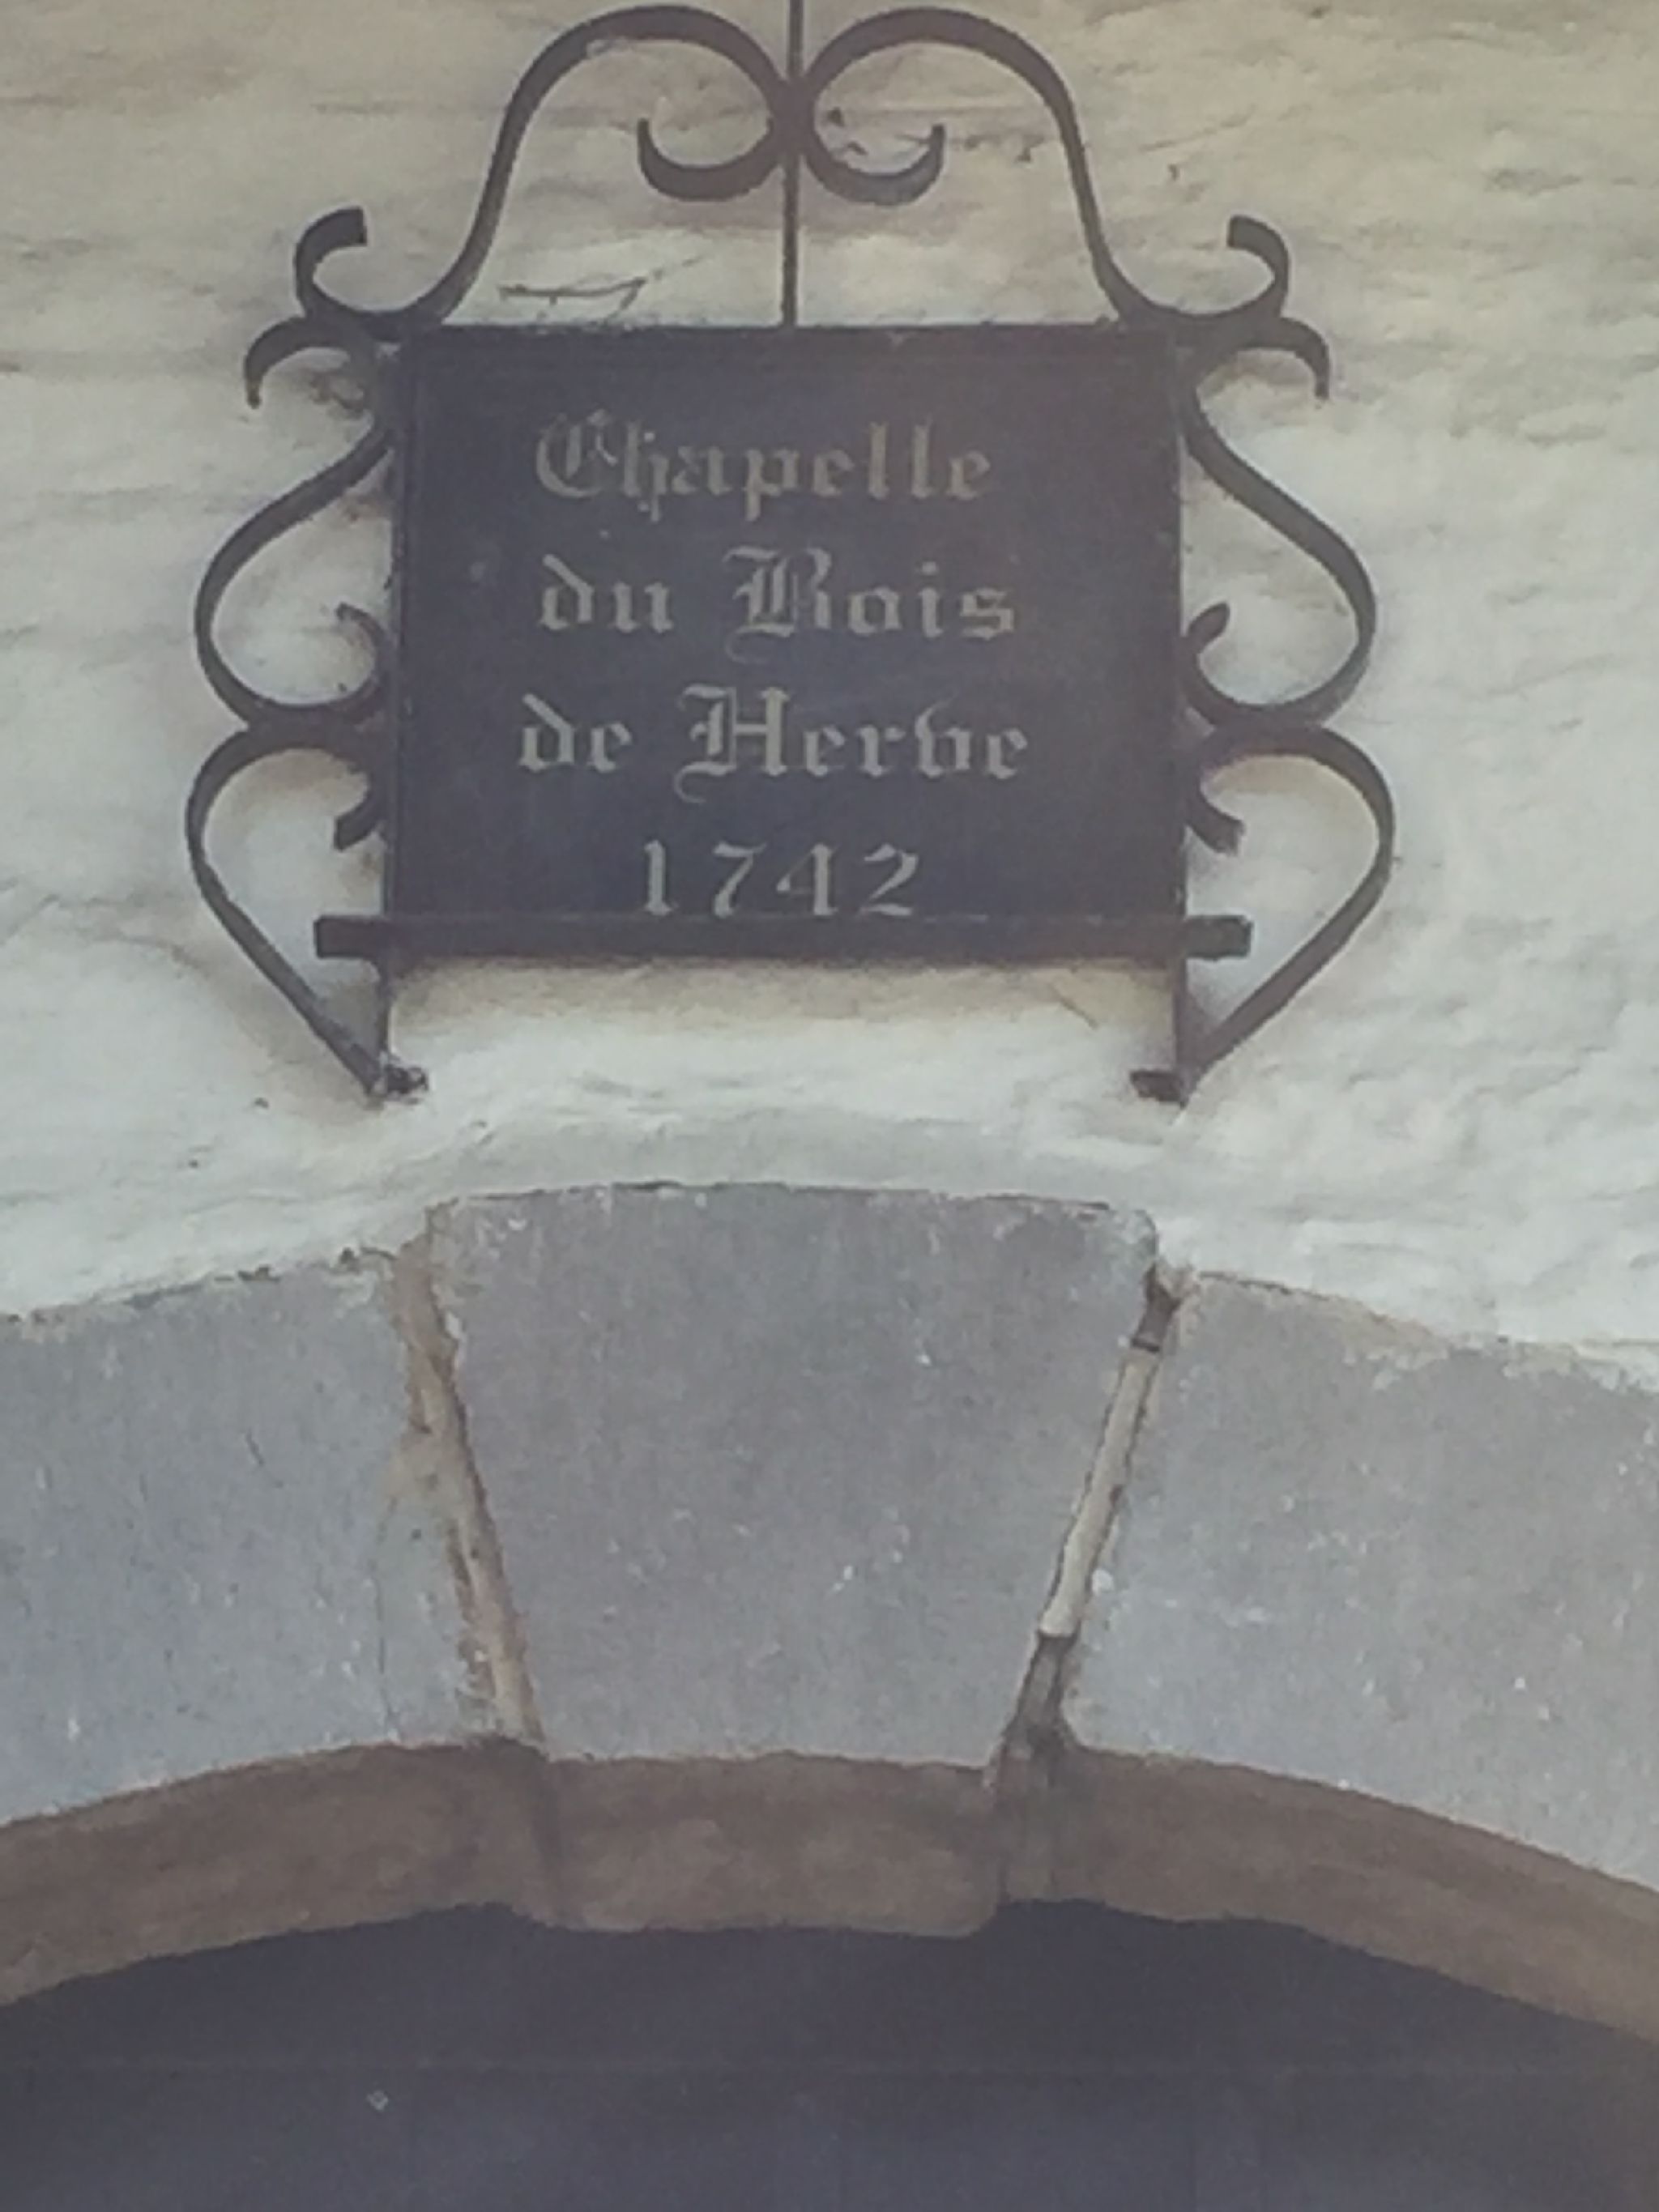 Chapelle
du Bois
de Herve
1742